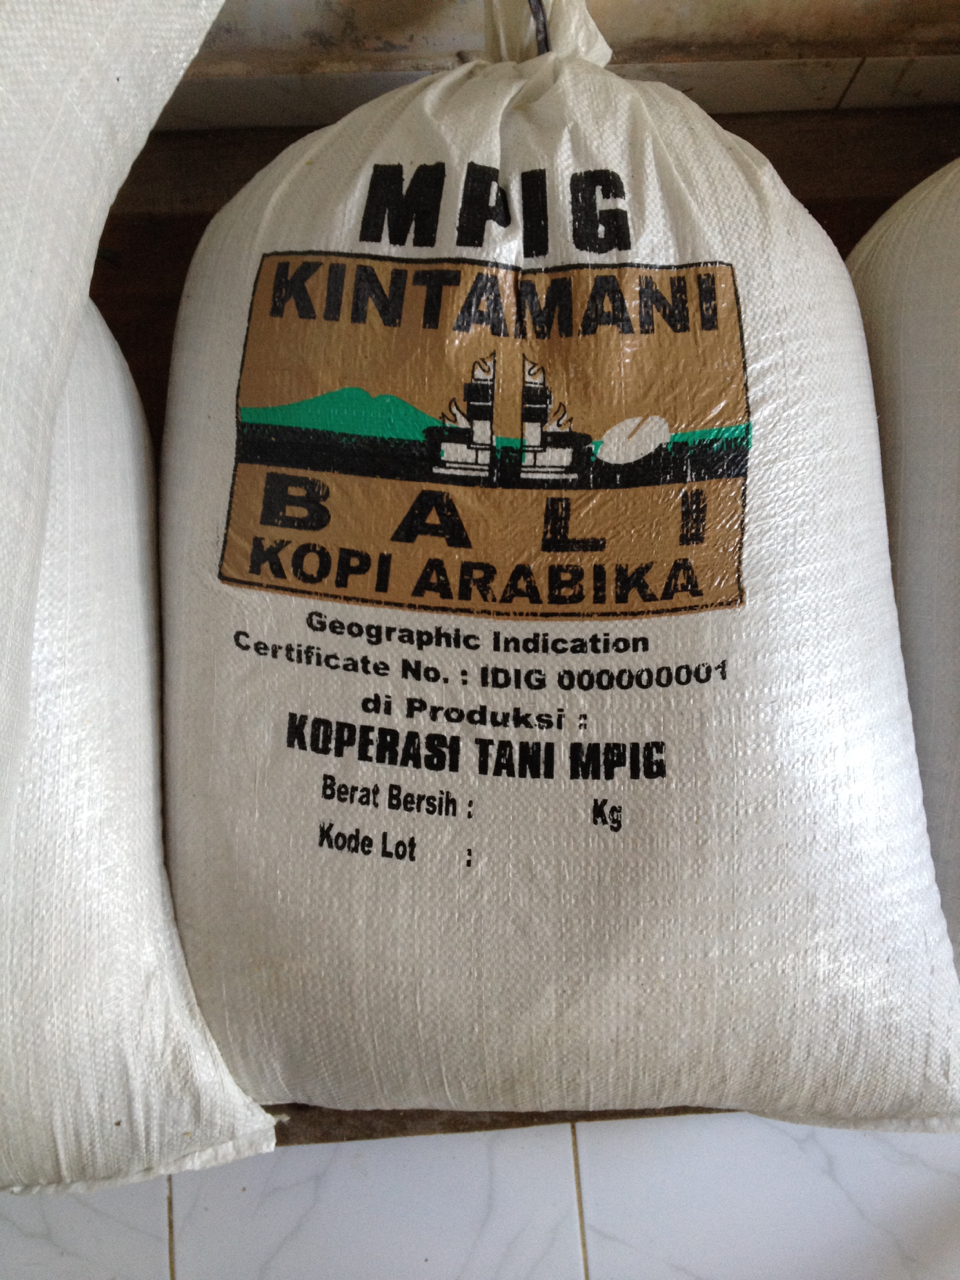 MPIG
KINTAMANI
BALI
KOPI ARABIKA
Geographic Indication
Certificate No. : IDIG 000000001
di Produksi :
KOPERASI TANI MPIG
Berat Bersih : Kg
Kode Lot :